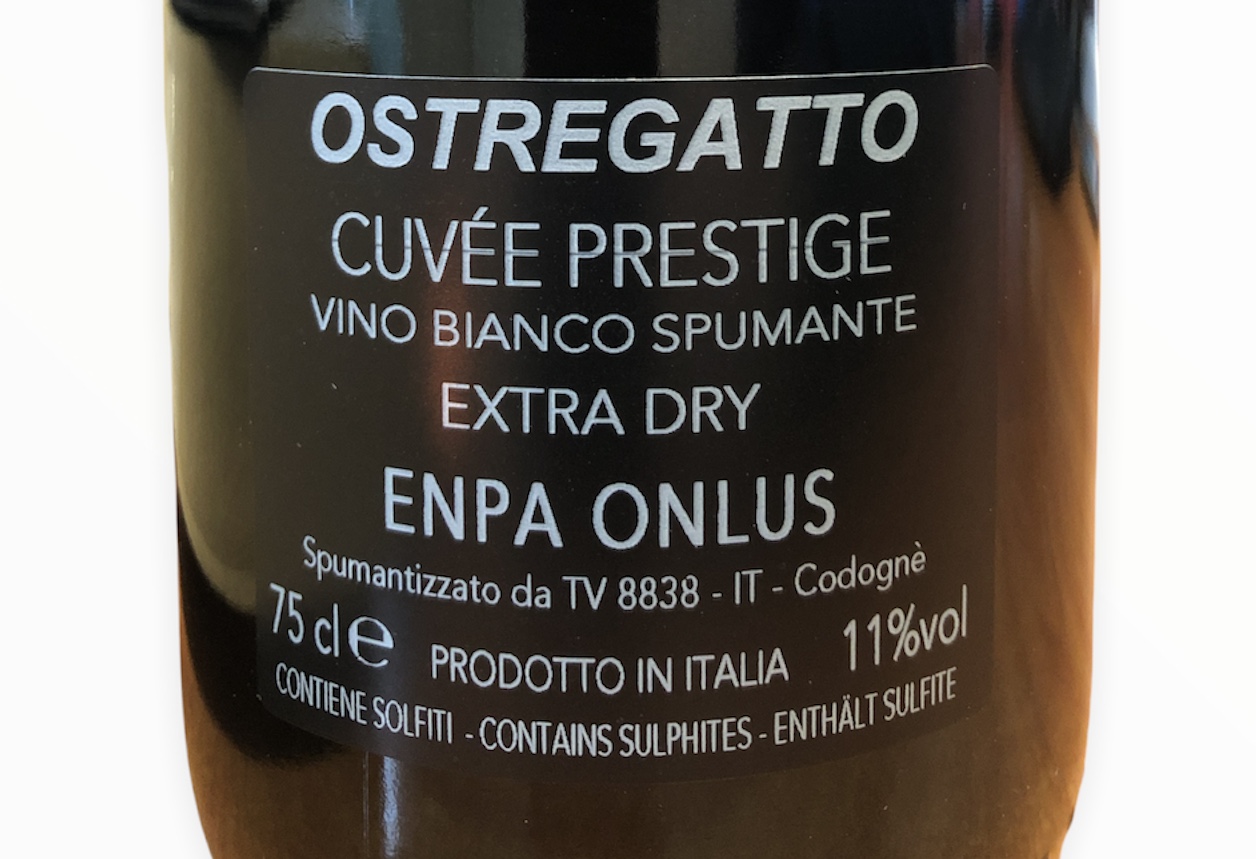 OSTREGATTO
CUVÉE PRESTIGE
VINO BIANCO SPUMANTE
EXTRA DRY
ENPA ONLUS
Spumantizzato da TV 8838 - IT - Codognè
75 cl e PRODOTTO IN ITALIA 11%vol
CONTIENE SOLFITI - CONTAINS SULPHITES - ENTHÄLT SULFITE